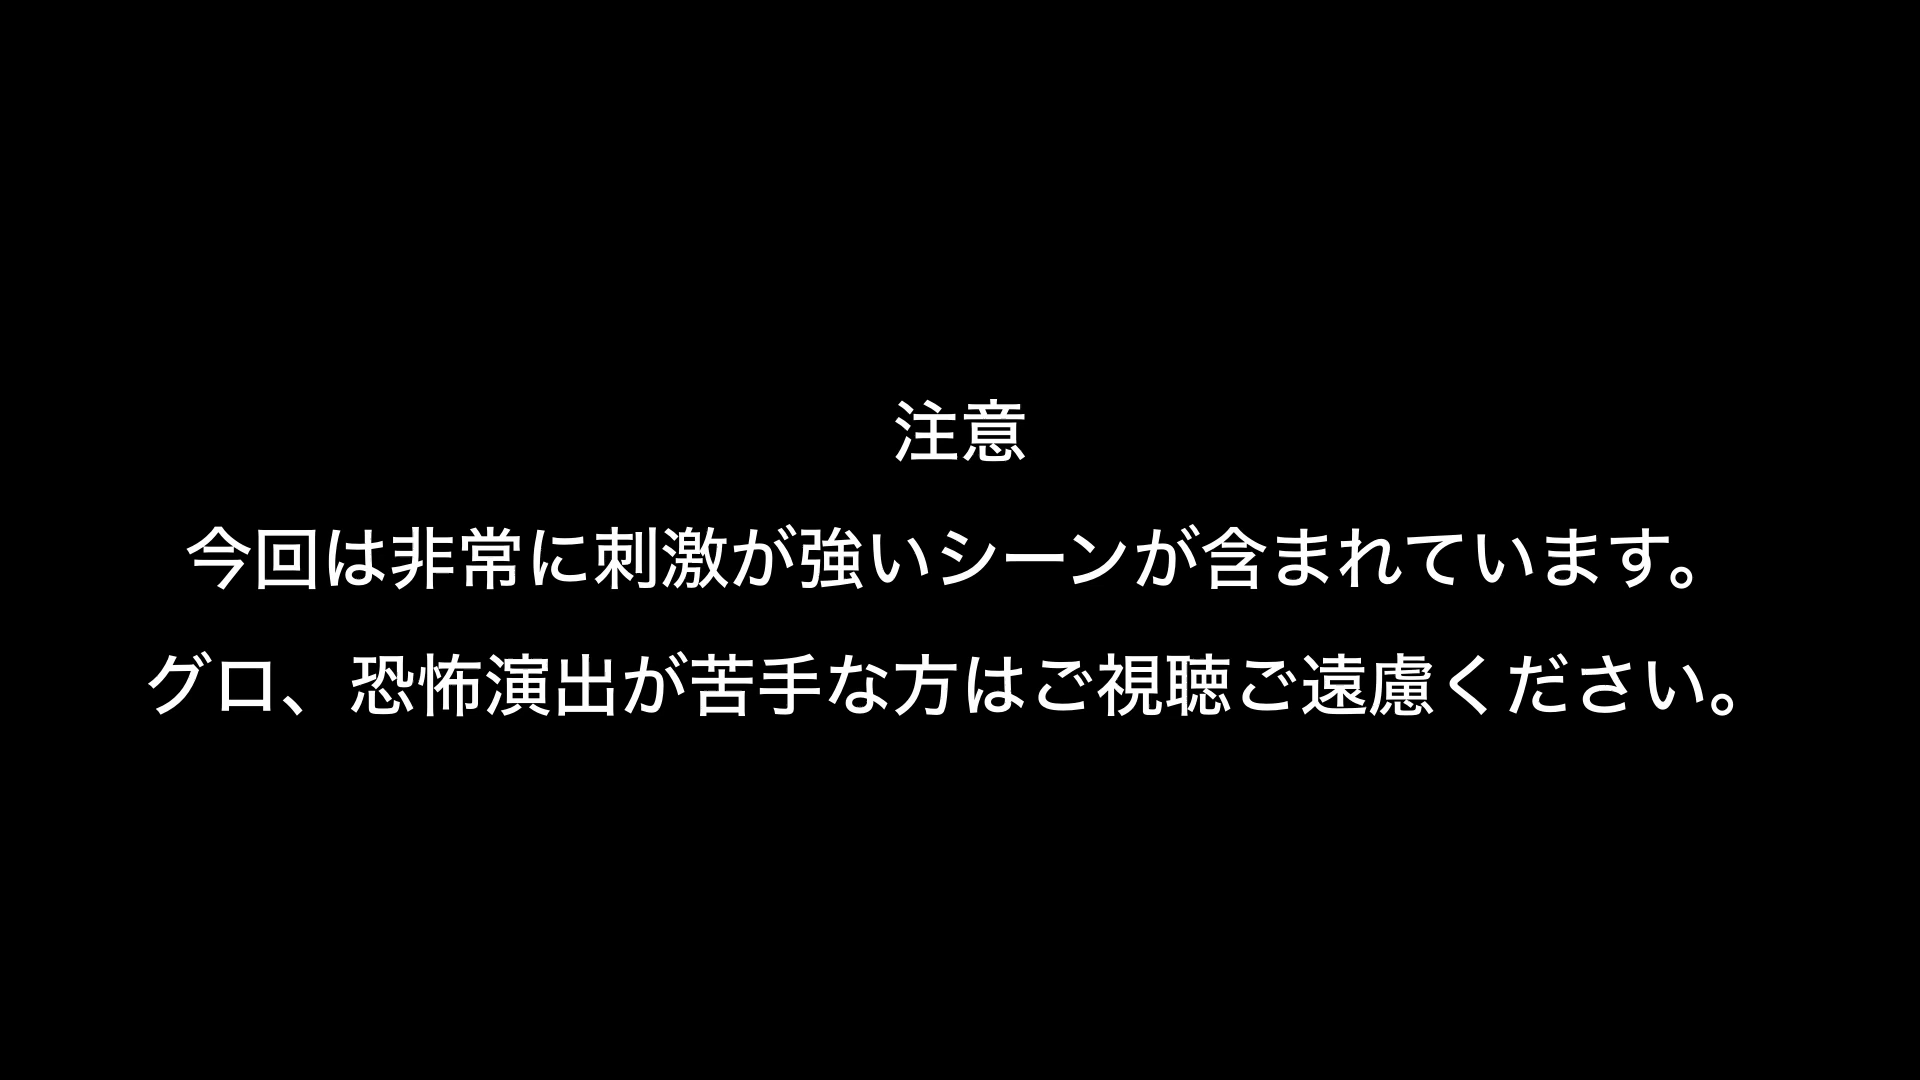 注意
今回は非常に刺激が強いシーンが含まれています。
グロ、恐怖演出が苦手な方はご視聴ご遠慮ください。